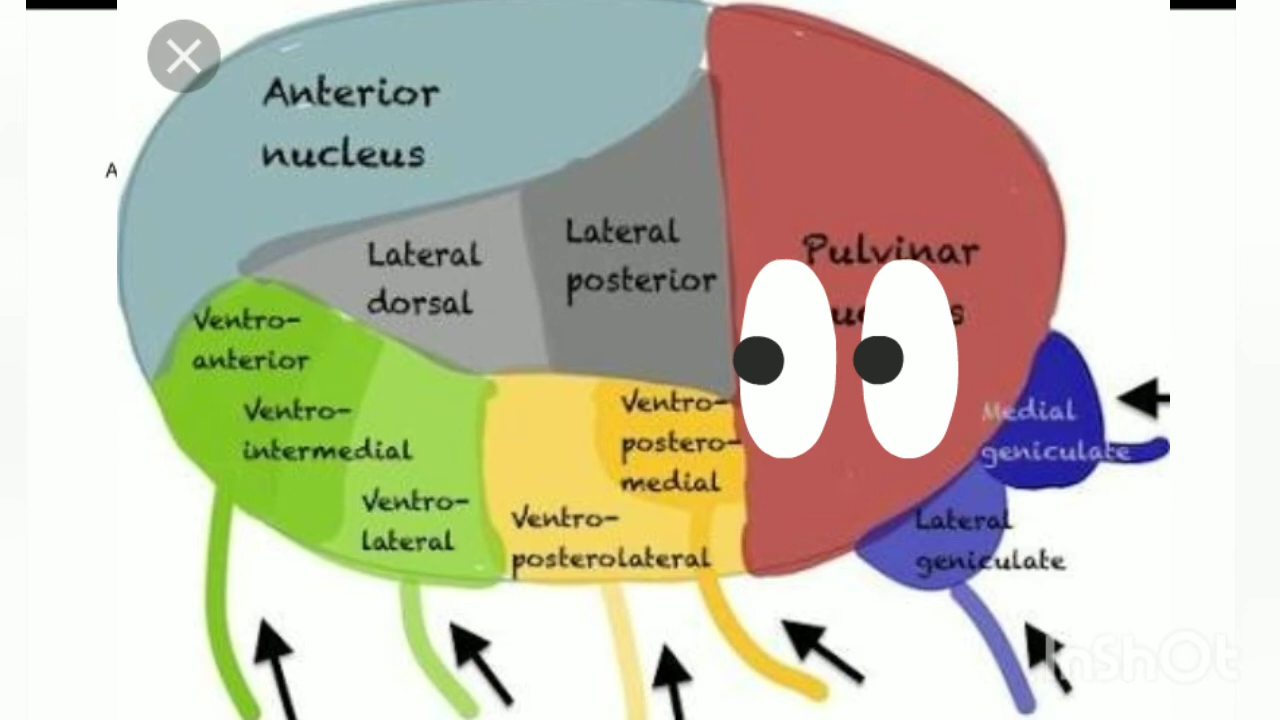 A
Anterior
nucleus
Lateral
dorsal
Lateral
posterior
Pulvinar
Ventro-
anterior
Ventro-
intermedial
Ventro-
lateral
Ventro-
postero-
medial
Ventro-
posterolateral
Medial
geniculate
Lateral
geniculate
InShOt